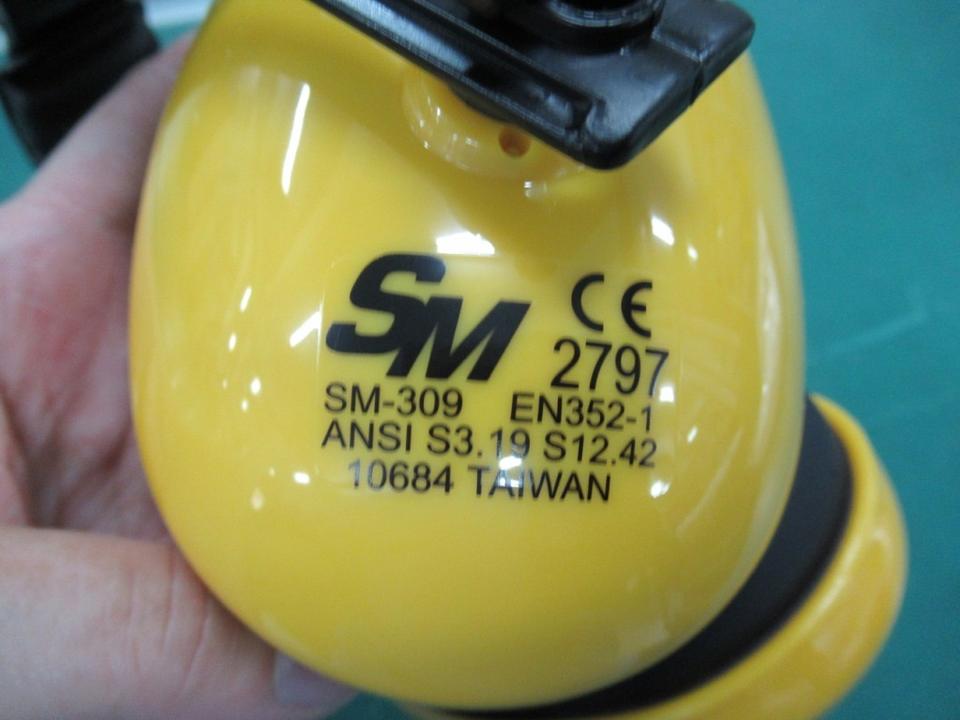 SM CE
2797
SM-309 EN352-1
ANSI S3.19 S12.42
10684 TAIWAN